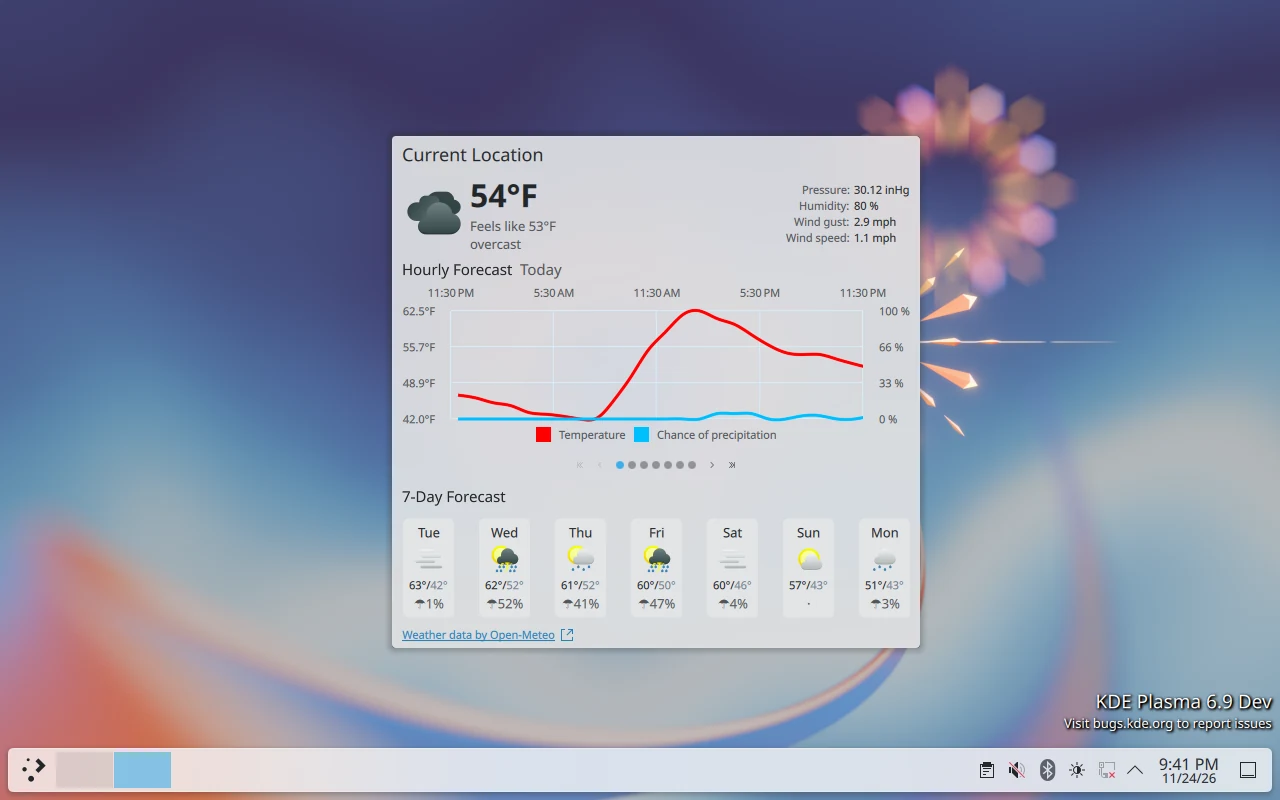 Current Location
54°F
Feels like 53°F
overcast
Pressure: 30.12 inHg
Humidity: 80 %
Wind gust: 2.9 mph
Wind speed: 1.1 mph
Hourly Forecast Today
11:30 PM 5:30 AM 11:30 AM 5:30 PM 11:30 PM
62.5°F 100 %
55.7°F 66 %
48.9°F 33 %
42.0°F 0 %
Temperature Chance of precipitation
7-Day Forecast
Tue Wed Thu Fri Sat Sun Mon
63°/42° 62°/52° 61°/52° 60°/50° 60°/46° 57°/43° 51°/43°
☂1% ☂52% ☂41% ☂47% ☂4% · ☂3%
Weather data by Open-Meteo
KDE Plasma 6.9 Dev
Visit bugs.kde.org to report issues
9:41 PM
11/24/26